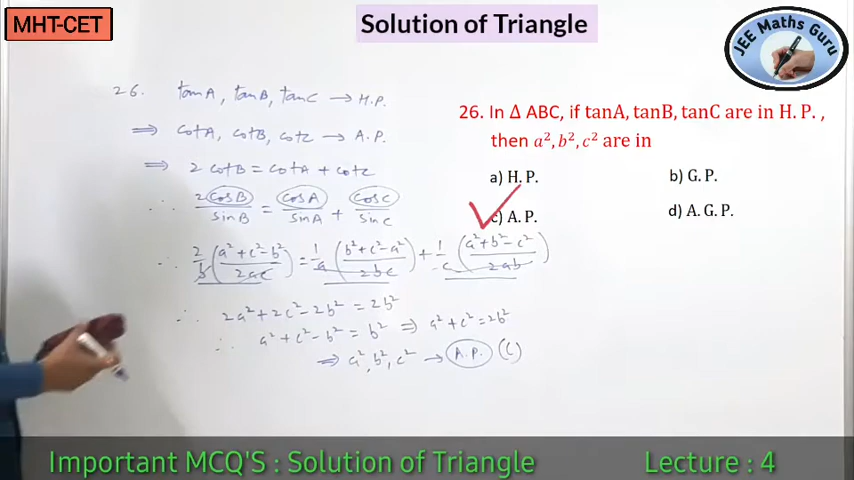 MHT-CET
Solution of Triangle
JEE Maths Guru
26. tanA, tanB, tanC → H.P.
⟹ cotA, cotB, cotC → A.P.
⟹ 2 cotB = cotA + cotC
∴ 2 cosB / sinB = cosA / sinA + cosC / sinC
∴ 2/b ( (a² + c² - b²) / 2ac ) = 1/a ( (b² + c² - a²) / 2bc ) + 1/c ( (a² + b² - c²) / 2ab )
∴ 2a² + 2c² - 2b² = 2b²
∴ a² + c² - b² = b² ⟹ a² + c² = 2b²
⟹ a², b², c² → A.P. (C)
26. In Δ ABC, if tanA, tanB, tanC are in H. P. ,
then a², b², c² are in
a) H. P.
b) G. P.
c) A. P.
d) A. G. P.
Important MCQ'S : Solution of Triangle
Lecture : 4